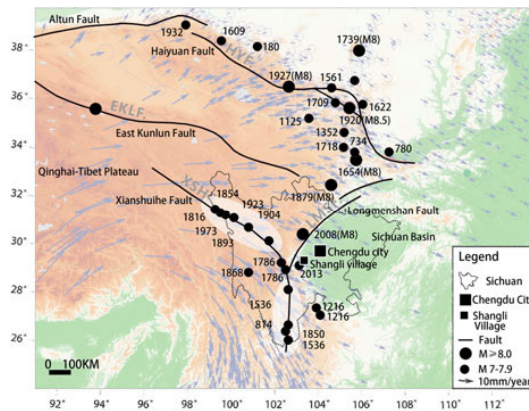 Altun Fault
1932
1609
180
1739(M8)
38°
Haiyuan Fault
HYF
1927(M8)
1561
36°
EKLF
1709
1622
1920(M8.5)
1125
East Kunlun Fault
1352
734
1718
780
34°
1654(M8)
Qinghai-Tibet Plateau
XSHF
1854
1879(M8)
32°
Xianshuihe Fault
1923
1904
Longmenshan Fault
1816
1973
2008(M8)
Sichuan Basin
1893
30°
Chengdu city
Shangli village
1786
1868
1786
2013
28°
1536
1216
814
1216
26°
1850
1536
0 100KM
Legend
Sichuan
Chengdu City
Shangli
Village
Fault
M≥8.0
M 7-7.9
10mm/year
92° 94° 96° 98° 100° 102° 104° 106° 108° 110° 112°